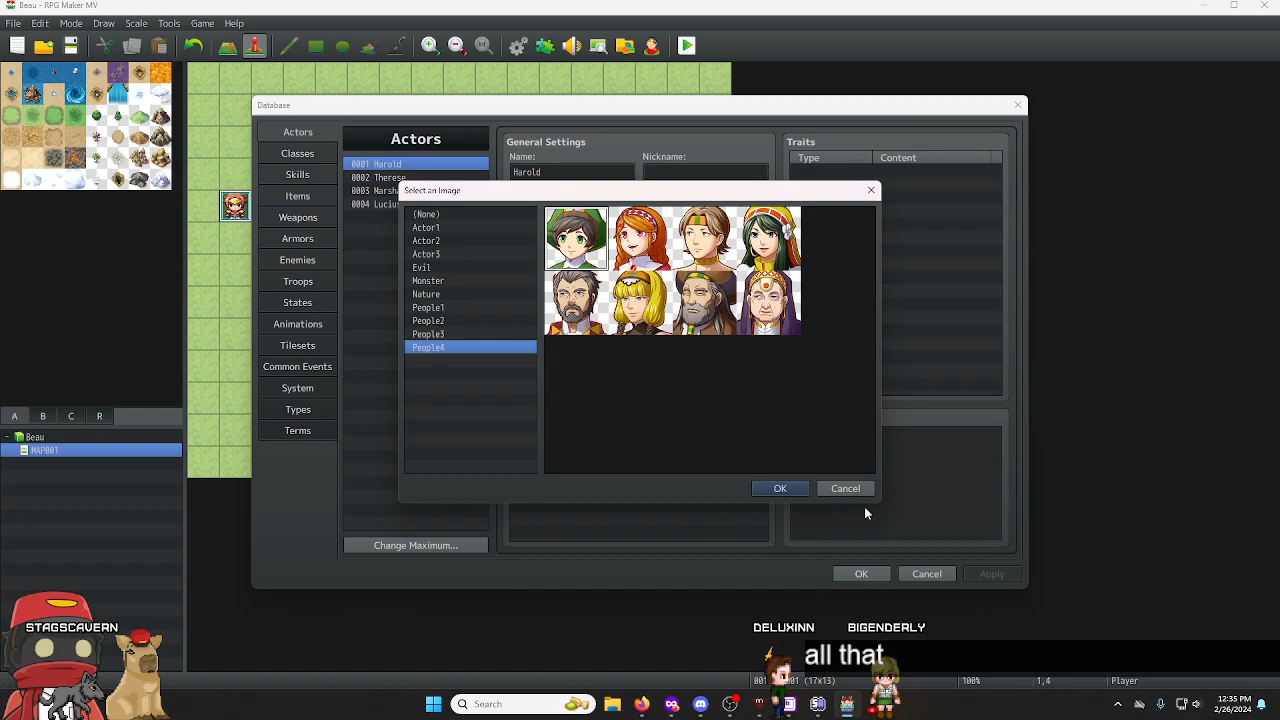 Beau - RPG Maker MV
File Edit Mode Draw Scale Tools Game Help
Database
Actors
Classes
Skills
Items
Weapons
Armors
Enemies
Troops
States
Animations
Tilesets
Common Events
System
Types
Terms
Actors
0001 Harold
0002 Therese
0003 Marsha
0004 Lucius
Change Maximum...
General Settings
Name: Nickname:
Harold
Traits
Type Content
Select an Image
(None)
Actor1
Actor2
Actor3
Evil
Monster
Nature
People1
People2
People3
People4
OK Cancel
OK Cancel Apply
A B C R
Beau
MAP001
STAGSCAVERN
DELUXINN BIGENDERLY
all that
(17x13) 100% 1,4 Player
Search
12:35 PM
2/26/2024